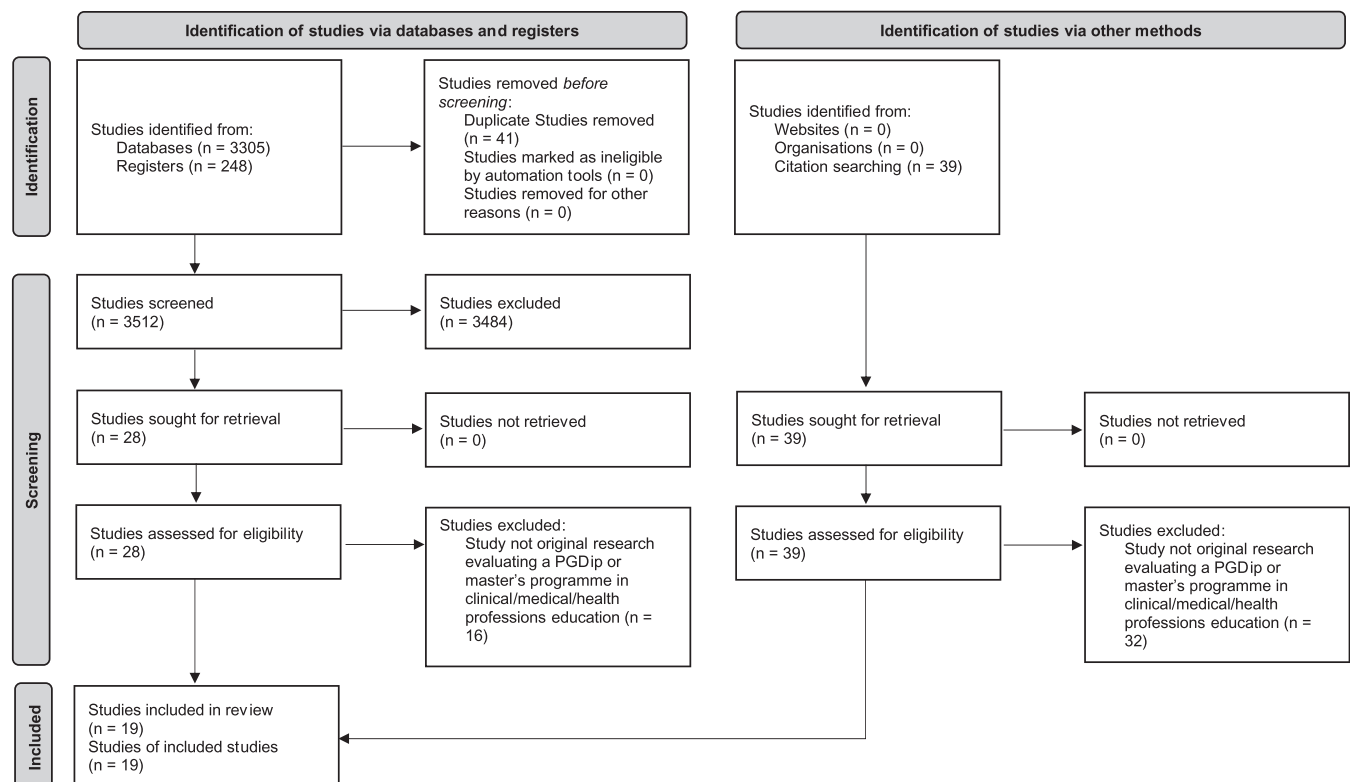 Identification of studies via databases and registers
Identification of studies via other methods
Identification
Studies identified from:
Databases (n = 3305)
Registers (n = 248)
Studies removed before
screening:
Duplicate Studies removed
(n = 41)
Studies marked as ineligible
by automation tools (n = 0)
Studies removed for other
reasons (n = 0)
Studies identified from:
Websites (n = 0)
Organisations (n = 0)
Citation searching (n = 39)
Screening
Studies screened
(n = 3512)
Studies excluded
(n = 3484)
Studies sought for retrieval
(n = 28)
Studies not retrieved
(n = 0)
Studies sought for retrieval
(n = 39)
Studies not retrieved
(n = 0)
Studies assessed for eligibility
(n = 28)
Studies excluded:
Study not original research
evaluating a PGDip or
master's programme in
clinical/medical/health
professions education (n =
16)
Studies assessed for eligibility
(n = 39)
Studies excluded:
Study not original research
evaluating a PGDip or
master's programme in
clinical/medical/health
professions education (n =
32)
Included
Studies included in review
(n = 19)
Studies of included studies
(n = 19)